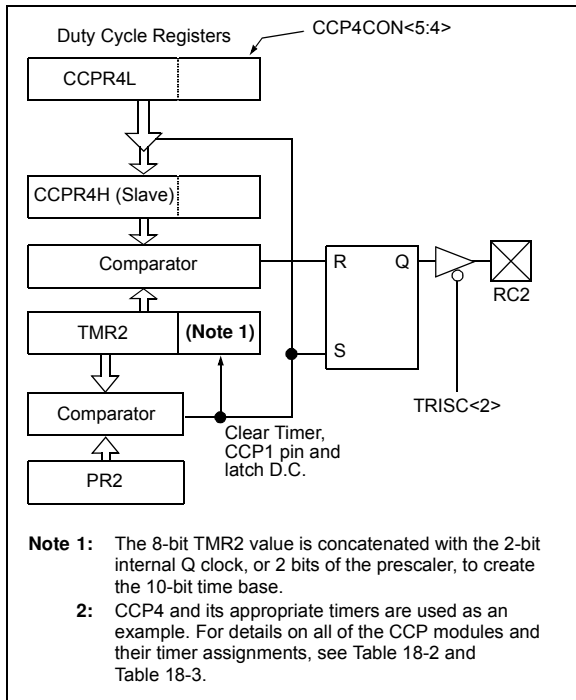 Duty Cycle Registers
CCP4CON<5:4>
CCPR4L
CCPR4H (Slave)
Comparator
R
Q
RC2
TMR2
(Note 1)
S
TRISC<2>
Comparator
Clear Timer,
CCP1 pin and
latch D.C.
PR2
Note 1: The 8-bit TMR2 value is concatenated with the 2-bit
internal Q clock, or 2 bits of the prescaler, to create
the 10-bit time base.
2: CCP4 and its appropriate timers are used as an
example. For details on all of the CCP modules and
their timer assignments, see Table 18-2 and
Table 18-3.